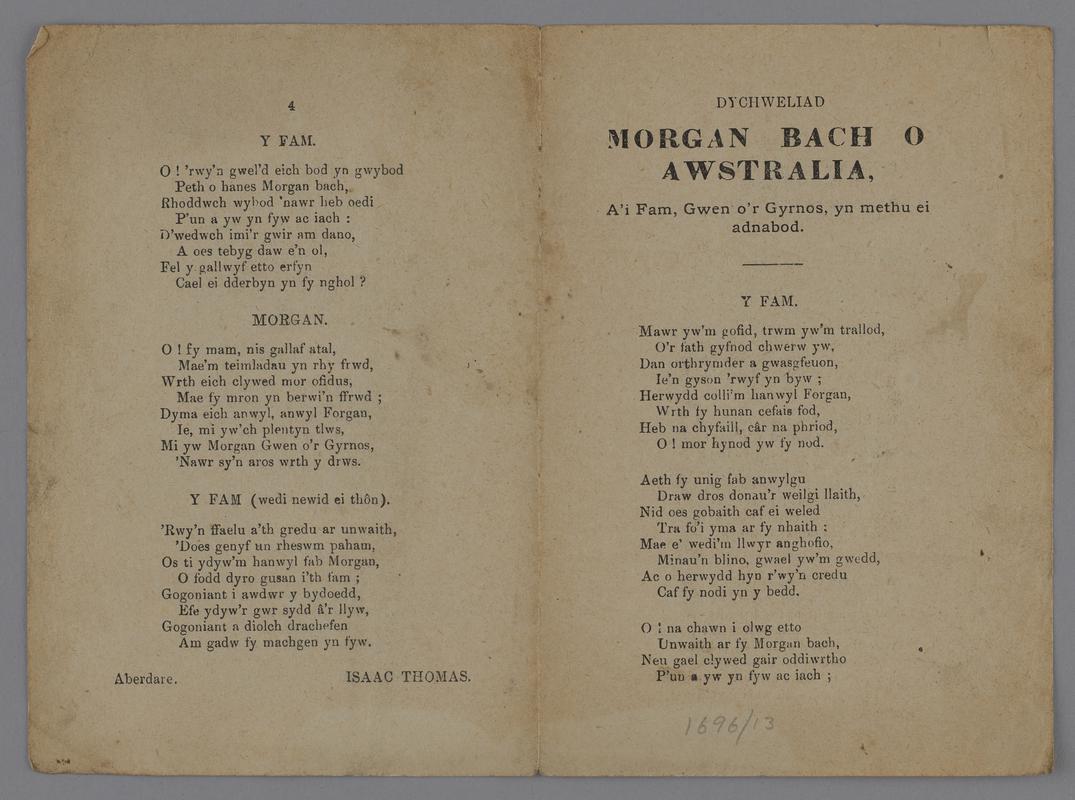 4
Y FAM.
O ! 'rwy'n gwel'd eich bod yn gwybod
Peth o hanes Morgan bach,
Rhoddwch wybod 'nawr heb oedi
P'un a yw yn fyw ac iach :
D'wedwch imi'r gwir am dano,
A oes tebyg daw e'n ol,
Fel y gallwyf etto erfyn
Cael ei dderbyn yn fy nghol ?
MORGAN.
O ! fy mam, nis gallaf atal,
Mae'm teimladau yn rhy frwd,
Wrth eich clywed mor ofidus,
Mae fy mron yn berwi'n ffrwd ;
Dyma eich anwyl, anwyl Forgan,
Ie, mi yw'ch plentyn tlws,
Mi yw Morgan Gwen o'r Gyrnos,
'Nawr sy'n aros wrth y drws.
Y FAM (wedi newid ei thôn).
'Rwy'n ffaelu a'th gredu ar unwaith,
'Does genyf un rheswm paham,
Os ti ydyw'm hanwyl fab Morgan,
O fodd dyro gusan i'th fam ;
Gogoniant i awdwr y bydoedd,
Efe ydyw'r gwr sydd â'r llyw,
Gogoniant a diolch drachefen
Am gadw fy machgen yn fyw.
Aberdare. ISAAC THOMAS.
DYCHWELIAD
MORGAN BACH O
AWSTRALIA,
A'i Fam, Gwen o'r Gyrnos, yn methu ei
adnabod.
Y FAM.
Mawr yw'm gofid, trwm yw'm trallod,
O'r fath gyfnod chwerw yw,
Dan orthrymder a gwasgfeuon,
Ie'n gyson 'rwyf yn byw ;
Herwydd colli'm hanwyl Forgan,
Wrth fy hunan cefais fod,
Heb na chyfaill, câr na phriod,
O ! mor hynod yw fy nod.
Aeth fy unig fab anwylgu
Draw dros donau'r weilgi llaith,
Nid oes gobaith caf ei weled
Tra fo'i yma ar fy nhaith :
Mae e' wedi'm llwyr anghofio,
Minau'n blino, gwael yw'm gwedd,
Ac o herwydd hyn r'wy'n credu
Caf fy nodi yn y bedd.
O ! na chawn i olwg etto
Unwaith ar fy Morgan bach,
Neu gael clywed gair oddiwrtho
P'un a yw yn fyw ac iach ;
1696/13